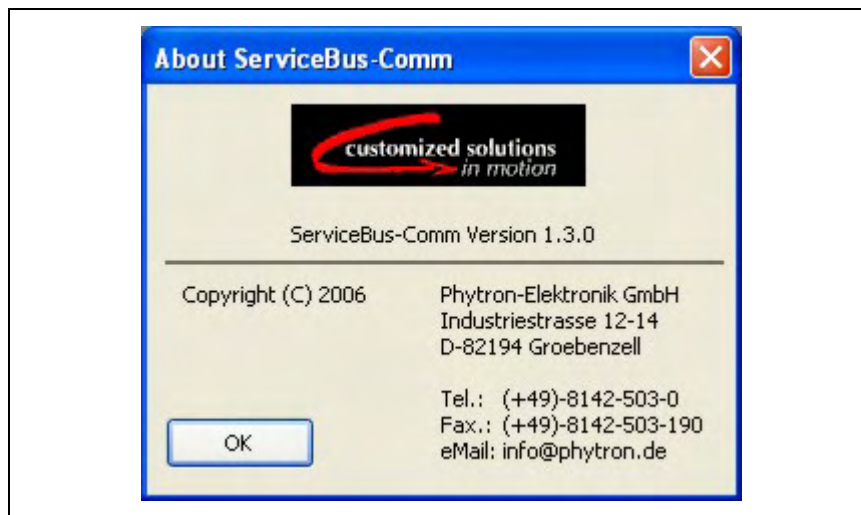 About ServiceBus-Comm
customized solutions
in motion
ServiceBus-Comm Version 1.3.0
Copyright (C) 2006
Phytron-Elektronik GmbH
Industriestrasse 12-14
D-82194 Groebenzell
Tel.: (+49)-8142-503-0
Fax.: (+49)-8142-503-190
eMail: info@phytron.de
OK